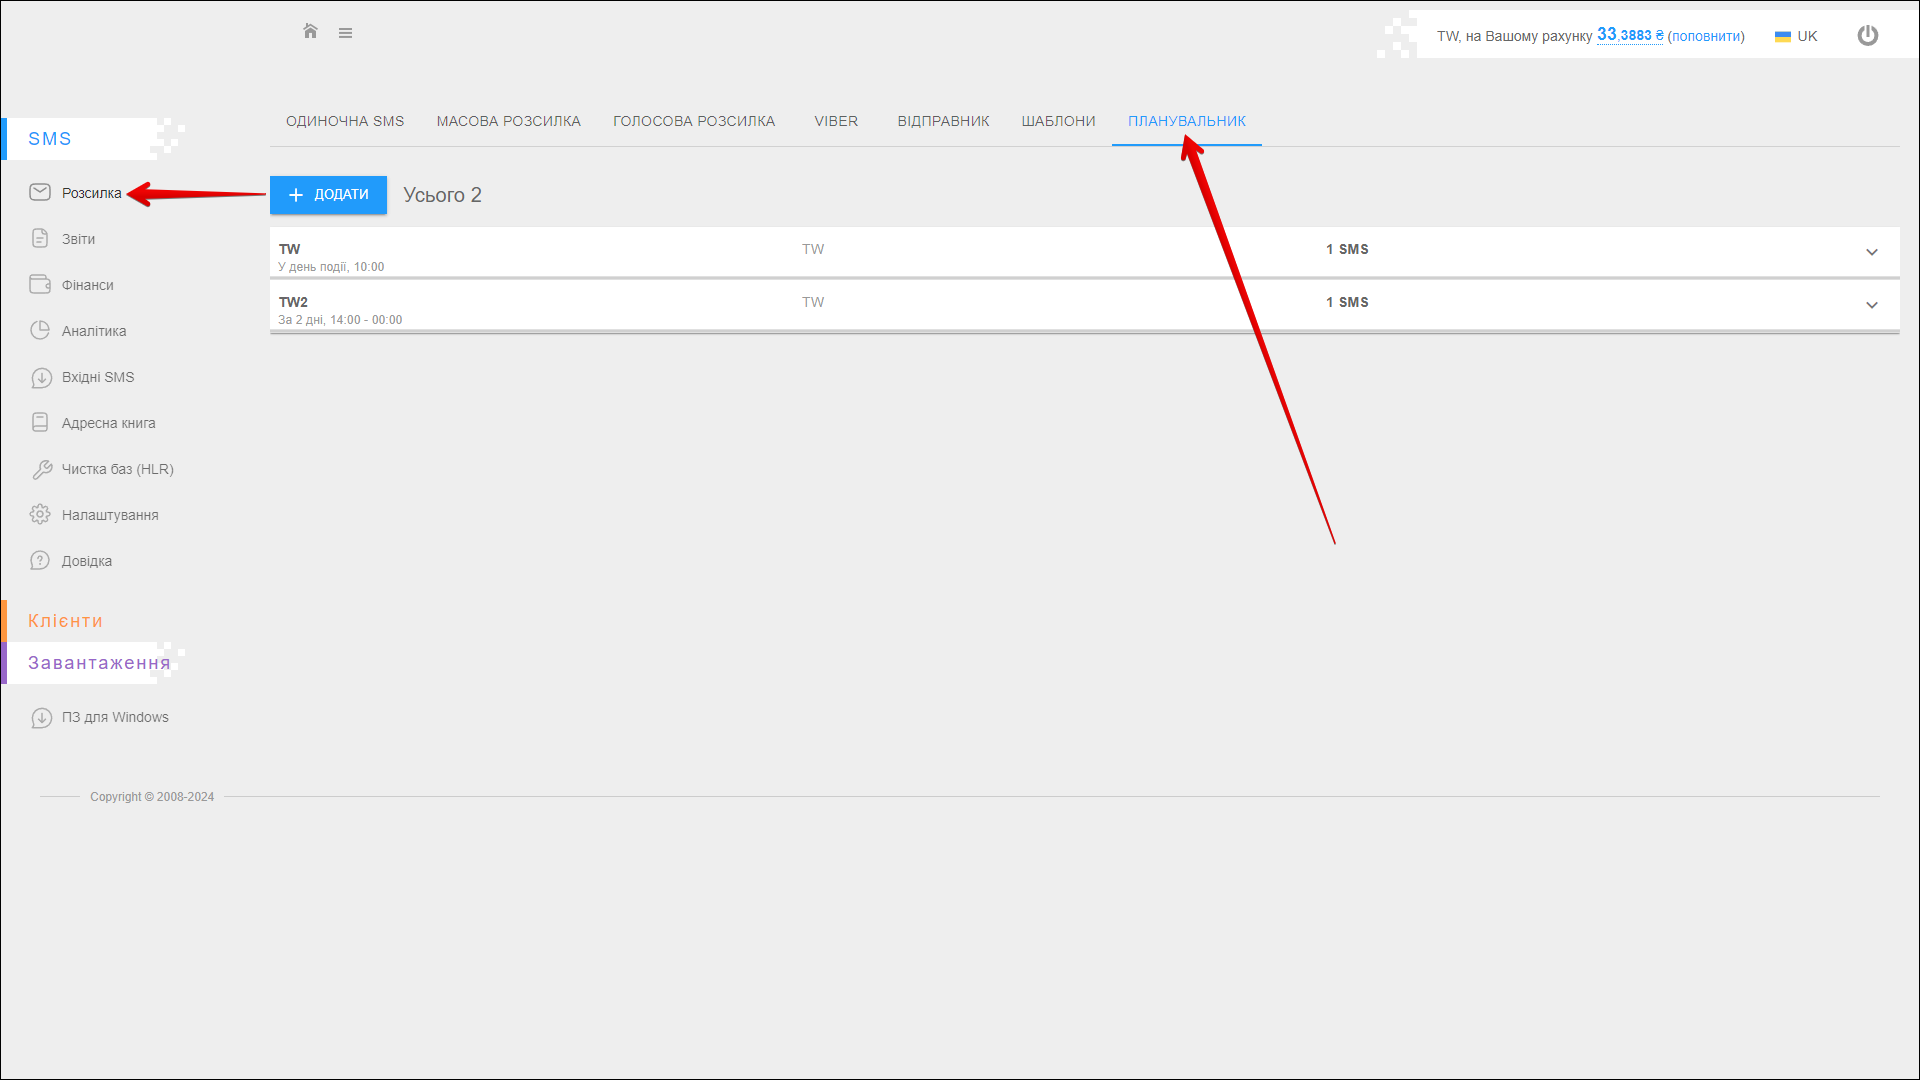 TW, на Вашому рахунку 33,3883 ₴ (поповнити) UK
SMS
ОДИНОЧНА SMS МАСОВА РОЗСИЛКА ГОЛОСОВА РОЗСИЛКА VIBER ВІДПРАВНИК ШАБЛОНИ ПЛАНУВАЛЬНИК
Розсилка
Звіти
Фінанси
Аналітика
Вхідні SMS
Адресна книга
Чистка баз (HLR)
Налаштування
Довідка
Клієнти
Завантаження
ПЗ для Windows
ДОДАТИ Усього 2
TW TW 1 SMS
У день події, 10:00
TW2 TW 1 SMS
За 2 дні, 14:00 - 00:00
Copyright © 2008-2024